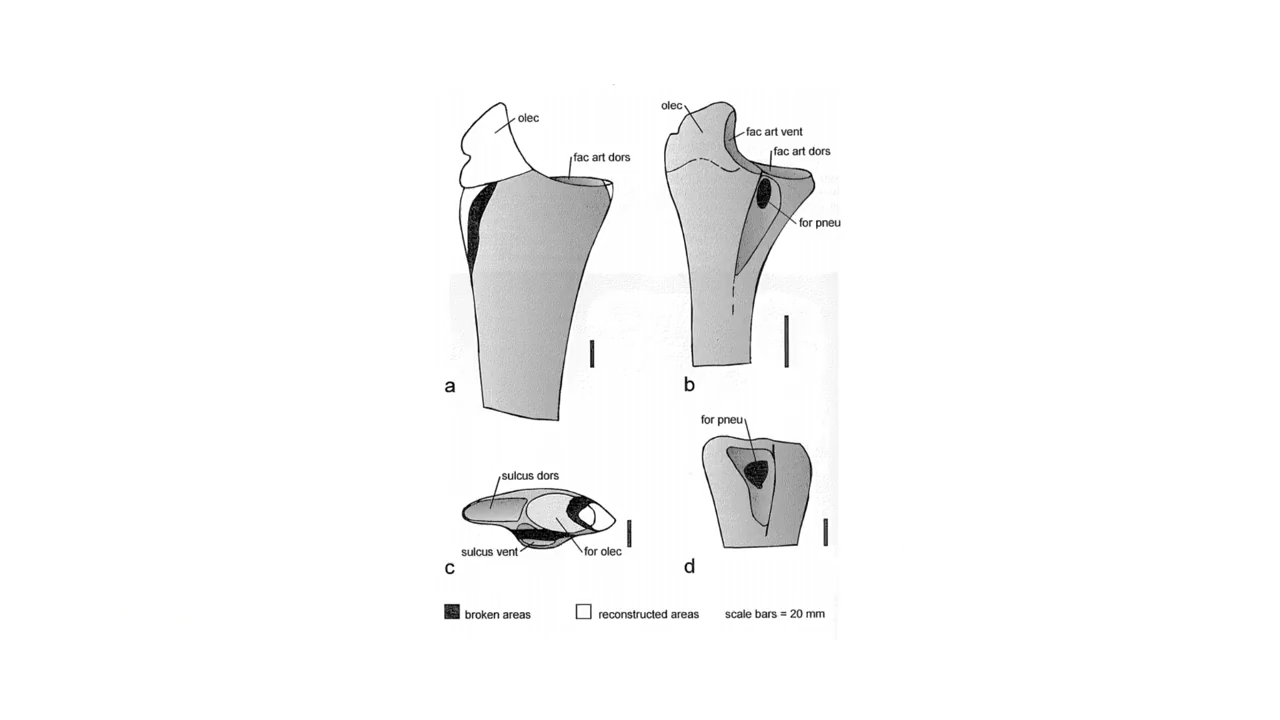 olec
fac art dors
a
olec
fac art vent
fac art dors
for pneu
b
sulcus dors
sulcus vent
for olec
c
for pneu
d
broken areas
reconstructed areas
scale bars = 20 mm